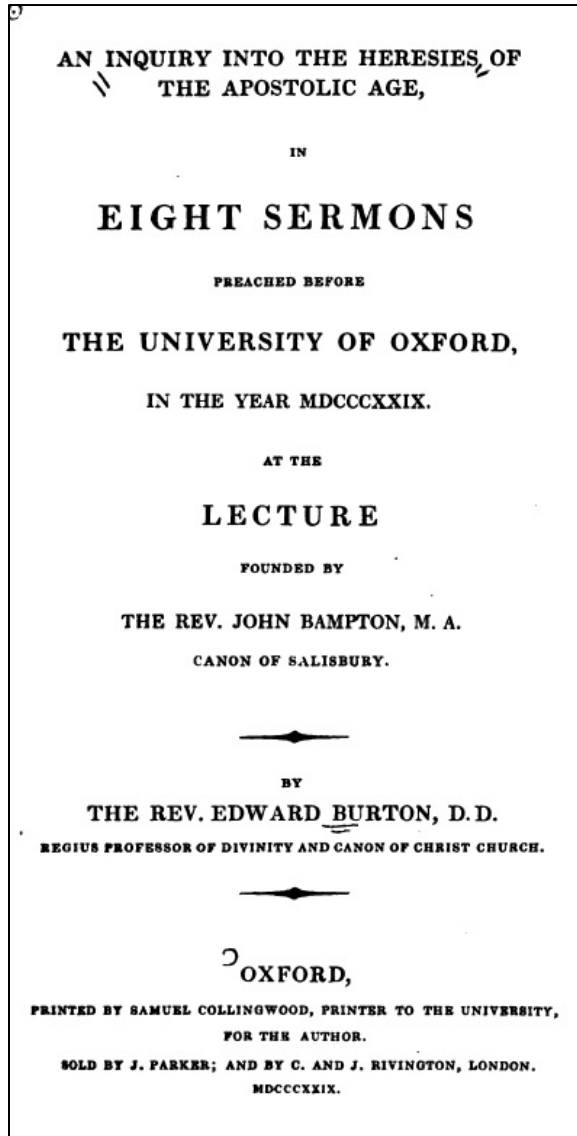 AN INQUIRY INTO THE HERESIES OF
THE APOSTOLIC AGE,
IN
EIGHT SERMONS
PREACHED BEFORE
THE UNIVERSITY OF OXFORD,
IN THE YEAR MDCCCXXIX.
AT THE
LECTURE
FOUNDED BY
THE REV. JOHN BAMPTON, M. A.
CANON OF SALISBURY.
BY
THE REV. EDWARD BURTON, D. D.
REGIUS PROFESSOR OF DIVINITY AND CANON OF CHRIST CHURCH.
OXFORD,
PRINTED BY SAMUEL COLLINGWOOD, PRINTER TO THE UNIVERSITY,
FOR THE AUTHOR.
SOLD BY J. PARKER; AND BY C. AND J. RIVINGTON, LONDON.
MDCCCXXIX.